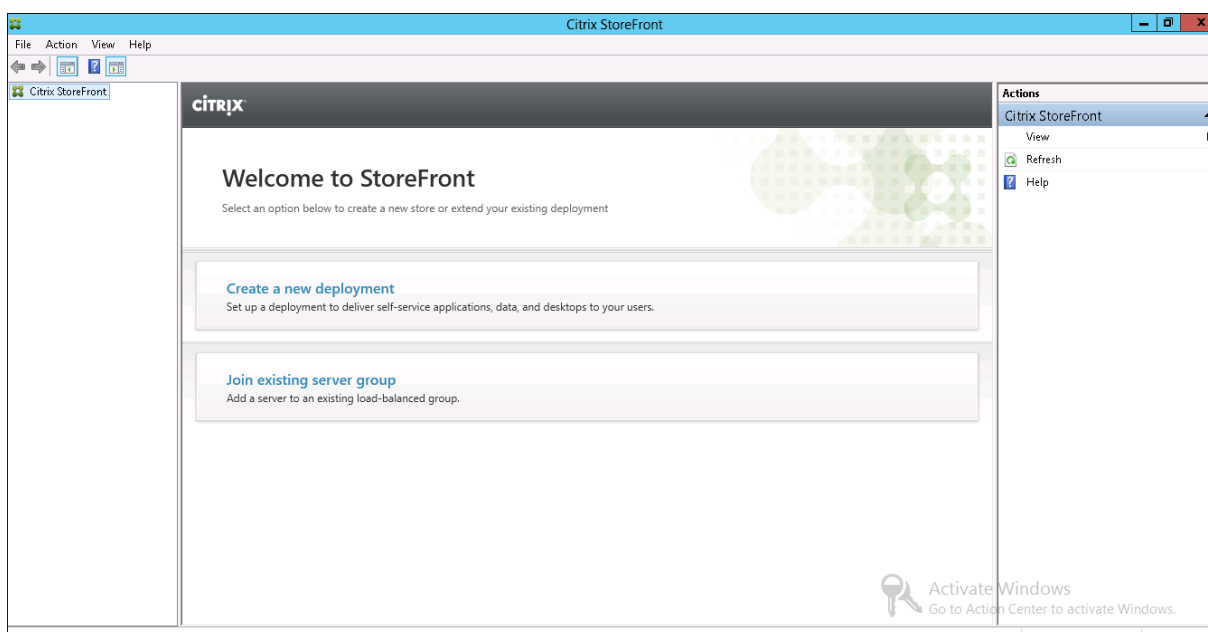 Citrix StoreFront
File Action View Help
Citrix StoreFront
CITRIX
Welcome to StoreFront
Select an option below to create a new store or extend your existing deployment
Create a new deployment
Set up a deployment to deliver self-service applications, data, and desktops to your users.
Join existing server group
Add a server to an existing load-balanced group.
Actions
Citrix StoreFront
View
Refresh
Help
Activate Windows
Go to Action Center to activate Windows.